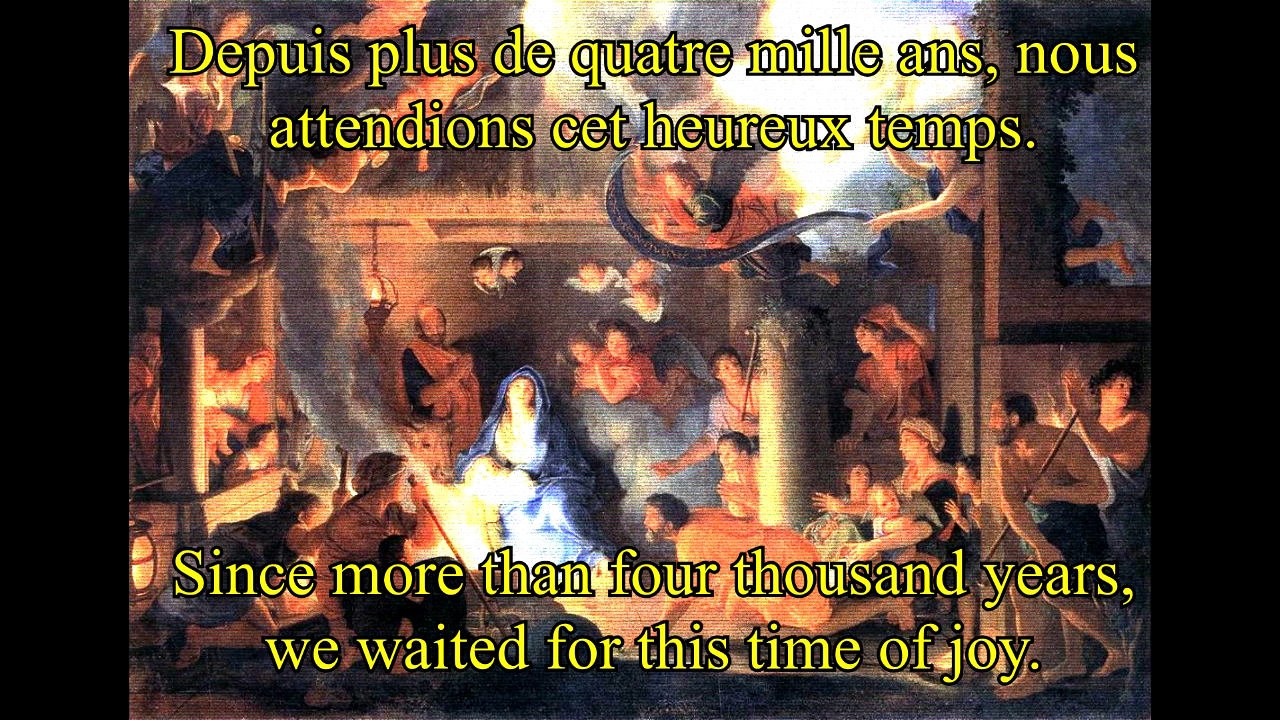 Depuis plus de quatre mille ans, nous
attendions cet heureux temps.
Since more than four thousand years,
we waited for this time of joy.